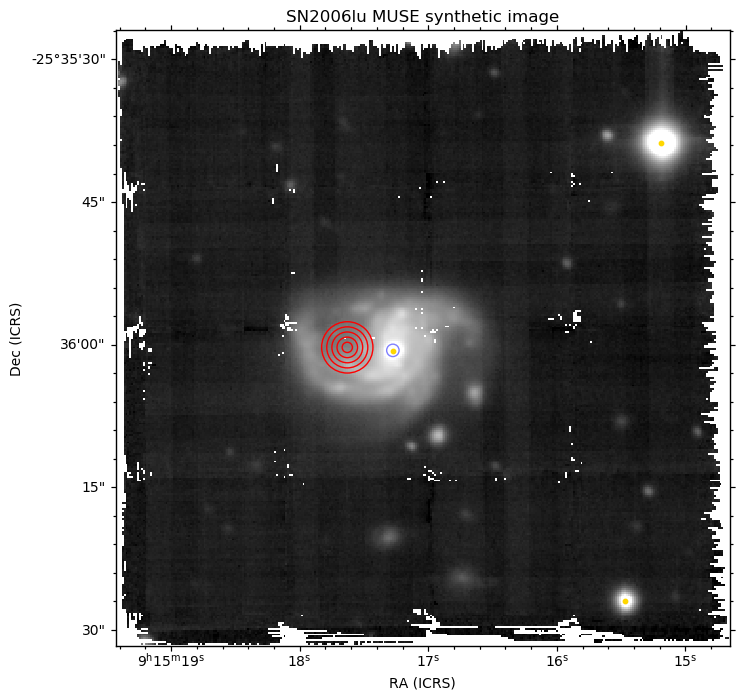 SN2006lu MUSE synthetic image
-25°35'30"
45"
36'00"
15"
30"
Dec (ICRS)
9ʰ15ᵐ19ˢ
18ˢ
17ˢ
16ˢ
15ˢ
RA (ICRS)